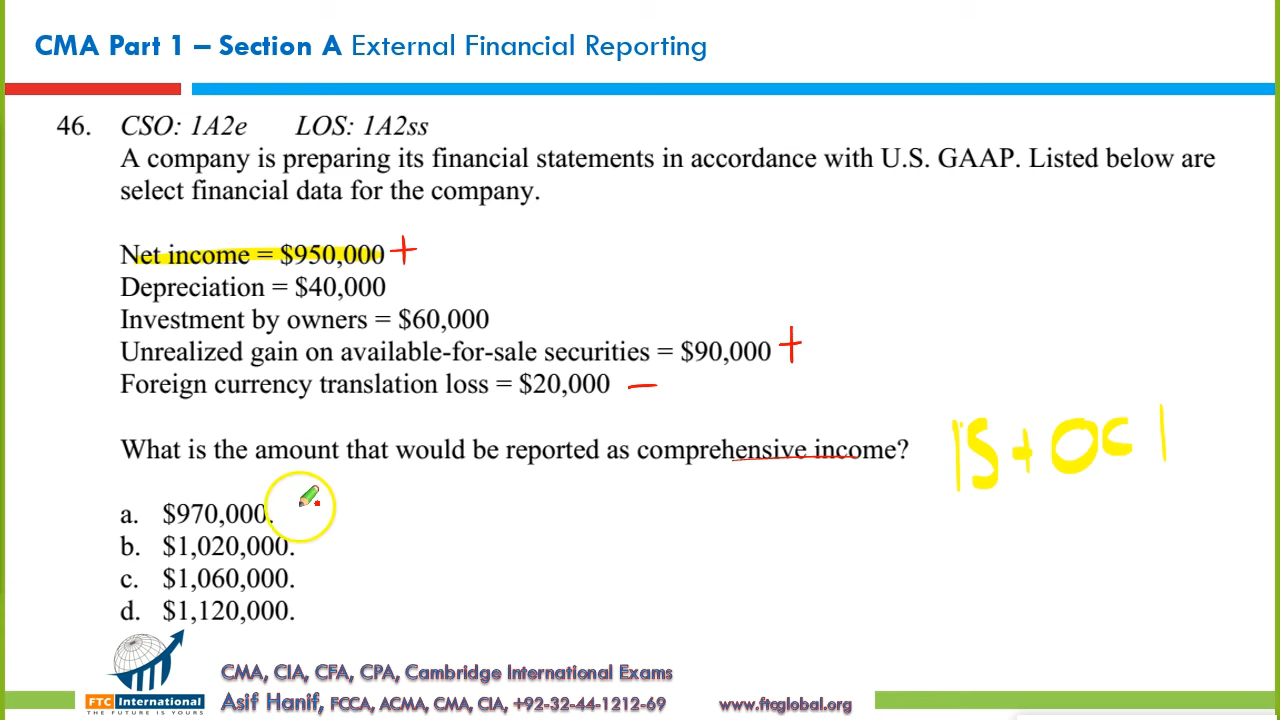 CMA Part 1 – Section A External Financial Reporting
46. CSO: 1A2e LOS: 1A2ss
A company is preparing its financial statements in accordance with U.S. GAAP. Listed below are
select financial data for the company.
Net income = $950,000 +
Depreciation = $40,000
Investment by owners = $60,000
Unrealized gain on available-for-sale securities = $90,000 +
Foreign currency translation loss = $20,000 −
What is the amount that would be reported as comprehensive income?
IS + OC I
a. $970,000.
b. $1,020,000.
c. $1,060,000.
d. $1,120,000.
FTC International
THE FUTURE IS YOURS
CMA, CIA, CFA, CPA, Cambridge International Exams
Asif Hanif, FCCA, ACMA, CMA, CIA, +92-32-44-1212-69 www.ftcglobal.org